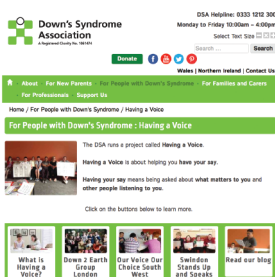 DSA Helpline: 0333 1212 300
Down's Syndrome
Association
A Registered Charity No. 1061474
Monday to Friday 10:00am - 4:00pm
Select Text Size
Search ...
Search
Donate
Wales | Northern Ireland | Contact Us
About
For New Parents
For People with Down's Syndrome
For Families and Carers
For Professionals
Support Us
Home / For People with Down's Syndrome / Having a Voice
For People with Down's Syndrome : Having a Voice
The DSA runs a project called Having a Voice.
Having a Voice is about helping you have your say.
Having your say means being asked about what matters to you and
other people listening to you.
Click on the buttons below to learn more.
What is
Having a
Voice?
Down 2 Earth
Group
London
Our Voice Our
Choice South
West
Swindon
Stands Up
and Speaks
Read our blog